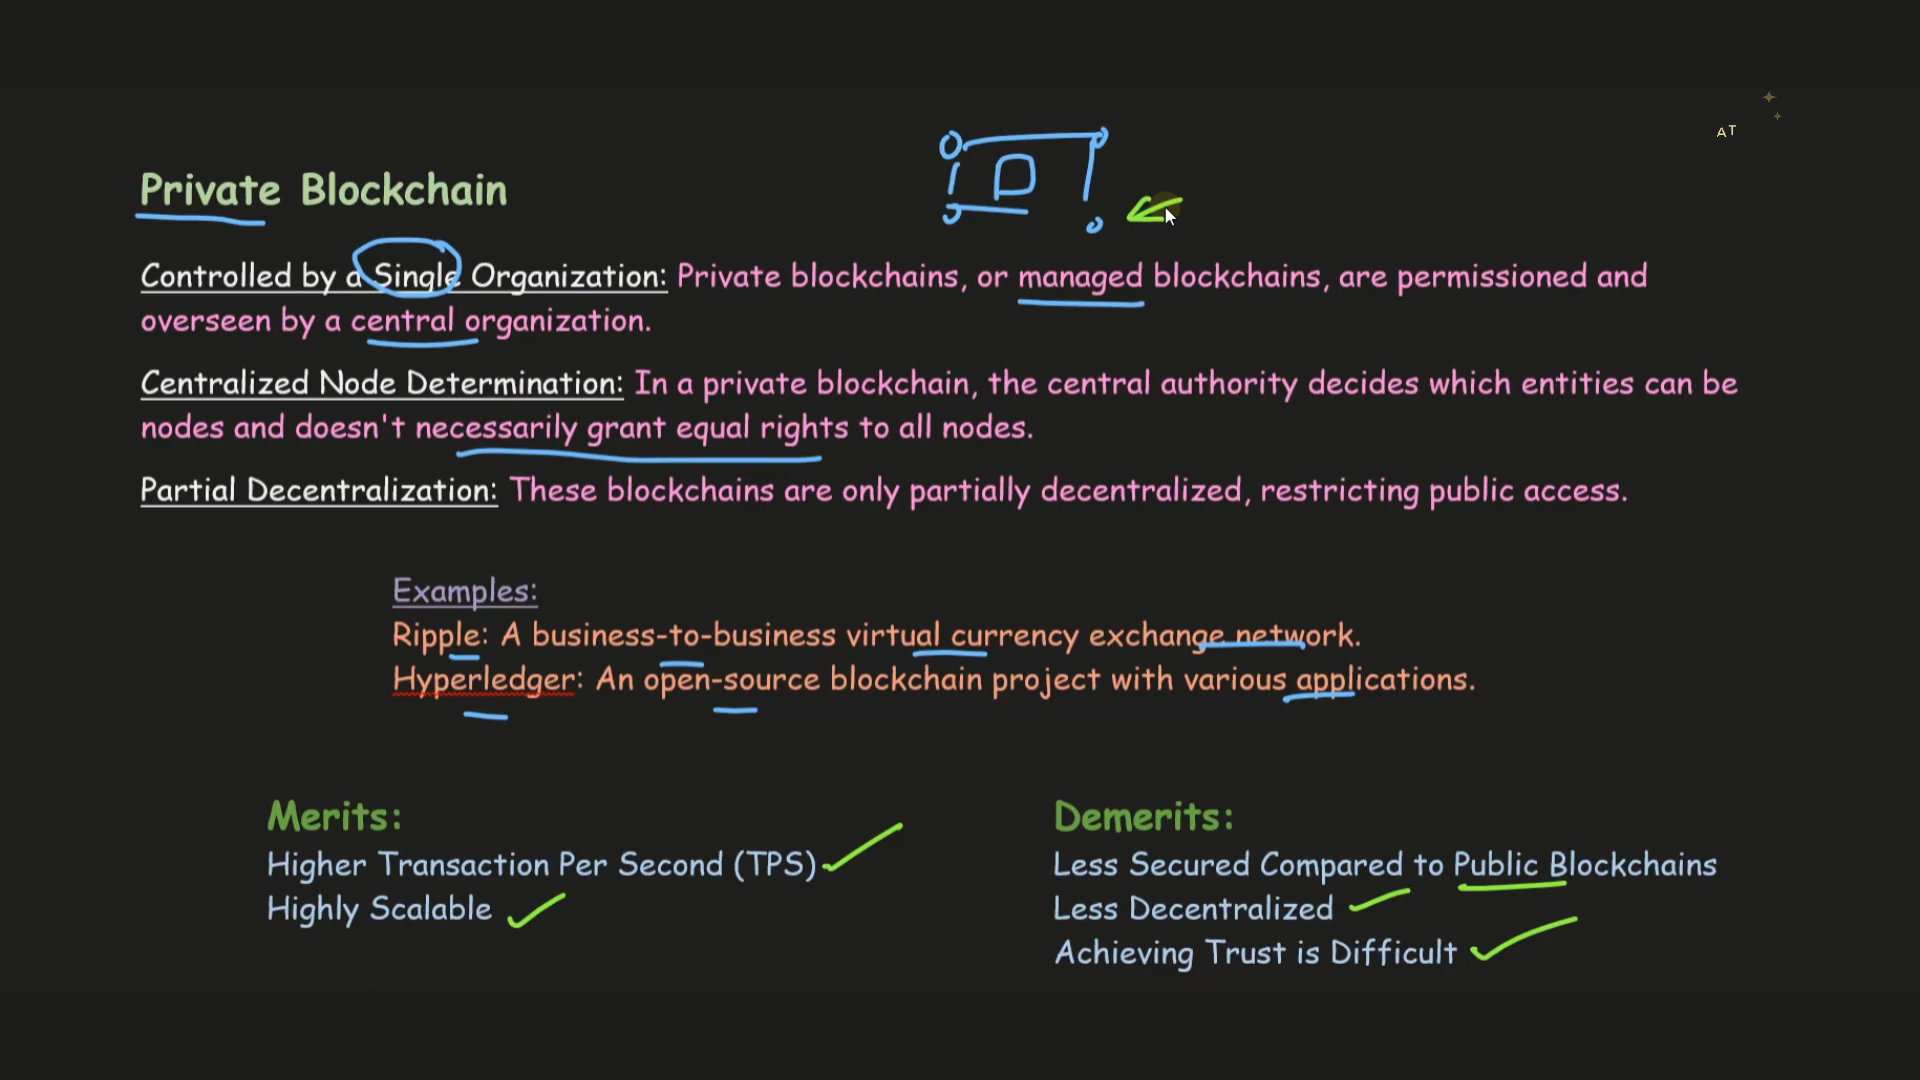 AT
Private Blockchain
Controlled by a Single Organization: Private blockchains, or managed blockchains, are permissioned and
overseen by a central organization.
Centralized Node Determination: In a private blockchain, the central authority decides which entities can be
nodes and doesn't necessarily grant equal rights to all nodes.
Partial Decentralization: These blockchains are only partially decentralized, restricting public access.
Examples:
Ripple: A business-to-business virtual currency exchange network.
Hyperledger: An open-source blockchain project with various applications.
Merits:
Higher Transaction Per Second (TPS)
Highly Scalable
Demerits:
Less Secured Compared to Public Blockchains
Less Decentralized
Achieving Trust is Difficult